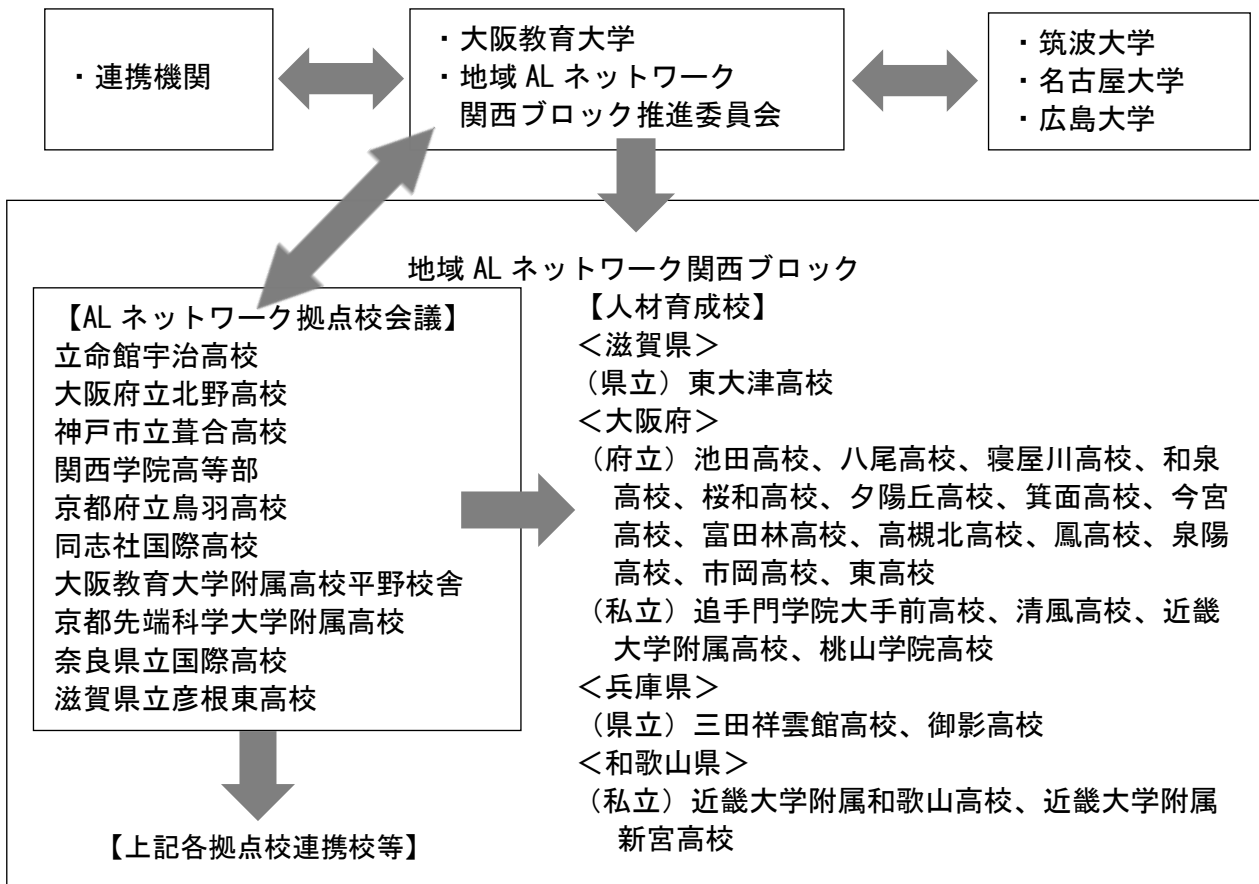 ・連携機関
・大阪教育大学
・地域 AL ネットワーク
関西ブロック推進委員会
・筑波大学
・名古屋大学
・広島大学
地域 AL ネットワーク関西ブロック
【AL ネットワーク拠点校会議】
立命館宇治高校
大阪府立北野高校
神戸市立葺合高校
関西学院高等部
京都府立鳥羽高校
同志社国際高校
大阪教育大学附属高校平野校舎
京都先端科学大学附属高校
奈良県立国際高校
滋賀県立彦根東高校
【上記各拠点校連携校等】
【人材育成校】
＜滋賀県＞
（県立）東大津高校
＜大阪府＞
（府立）池田高校、八尾高校、寝屋川高校、和泉
高校、桜和高校、夕陽丘高校、箕面高校、今宮
高校、富田林高校、高槻北高校、鳳高校、泉陽
高校、市岡高校、東高校
（私立）追手門学院大手前高校、清風高校、近畿
大学附属高校、桃山学院高校
＜兵庫県＞
（県立）三田祥雲館高校、御影高校
＜和歌山県＞
（私立）近畿大学附属和歌山高校、近畿大学附属
新宮高校